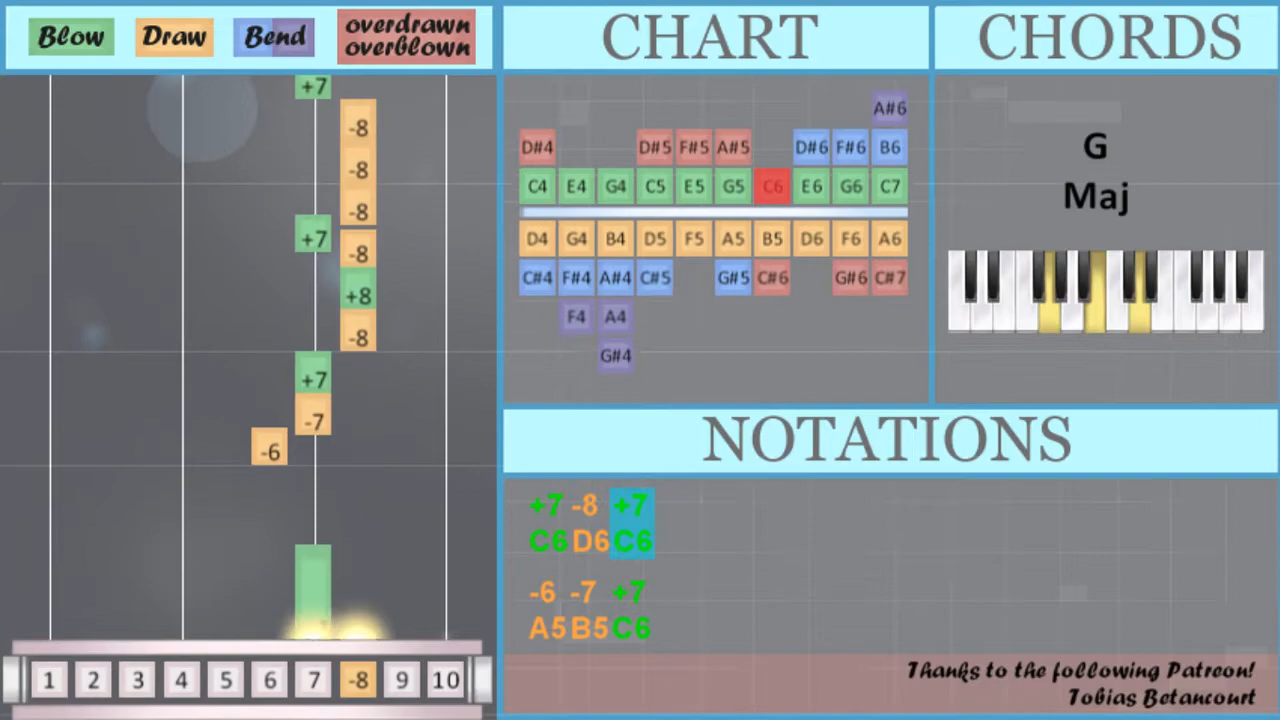 Blow Draw Bend overdrawn
overblown
+7
-8
-8
-8
+7
-8
+8
-8
+7
-7
-6
1 2 3 4 5 6 7 -8 9 10
CHART
A#6
D#4 D#5 F#5 A#5 D#6 F#6 B6
C4 E4 G4 C5 E5 G5 C6 E6 G6 C7
D4 G4 B4 D5 F5 A5 B5 D6 F6 A6
C#4 F#4 A#4 C#5 G#5 C#6 G#6 C#7
F4 A4
G#4
CHORDS
G
Maj
NOTATIONS
+7 -8 +7
C6 D6 C6
-6 -7 +7
A5 B5 C6
Thanks to the following Patreon!
Tobias Betancourt